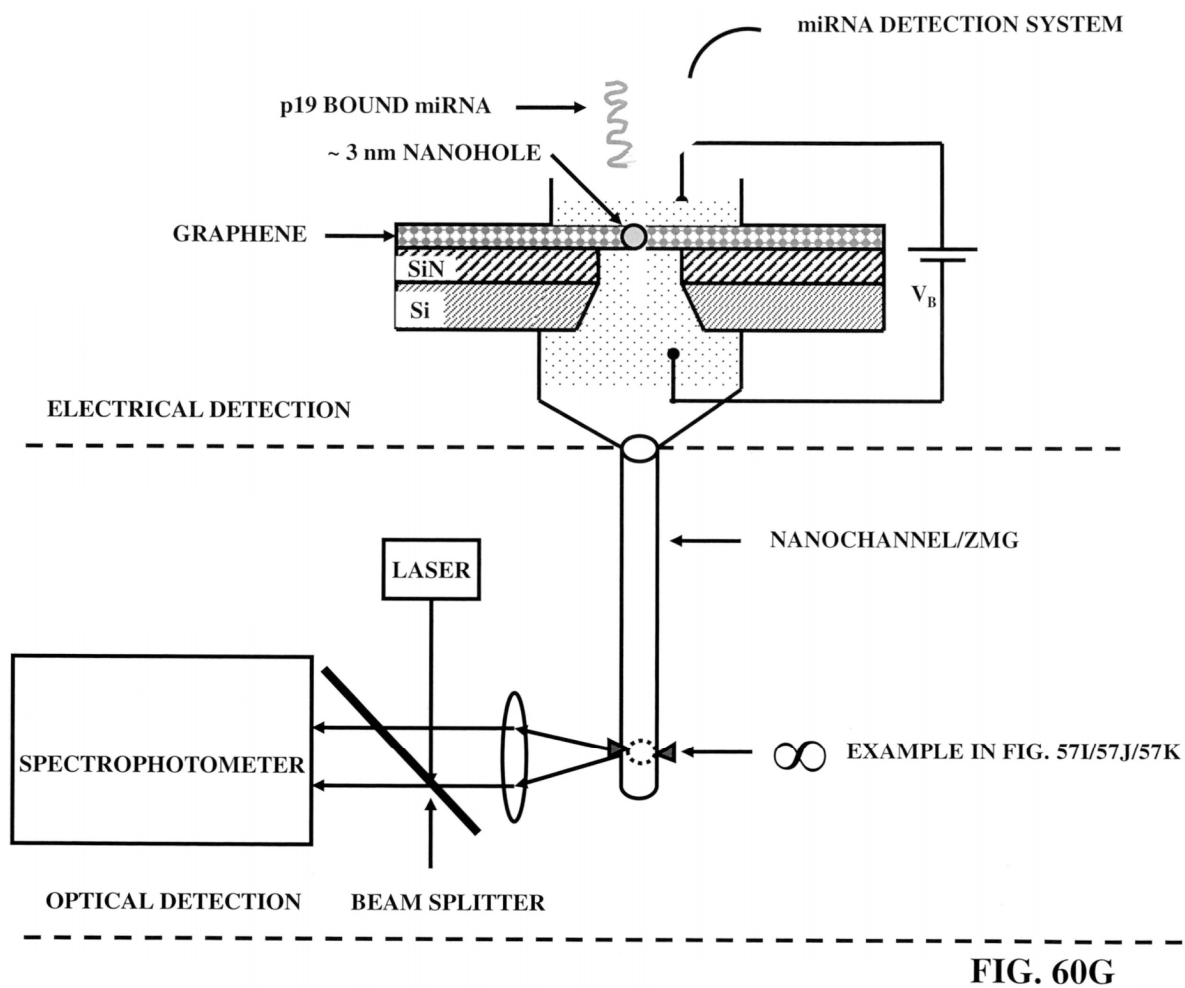 miRNA DETECTION SYSTEM
p19 BOUND miRNA
~ 3 nm NANOHOLE
GRAPHENE
SiN
Si
V_B
ELECTRICAL DETECTION
NANOCHANNEL/ZMG
LASER
SPECTROPHOTOMETER
∞ EXAMPLE IN FIG. 57I/57J/57K
OPTICAL DETECTION
BEAM SPLITTER
FIG. 60G